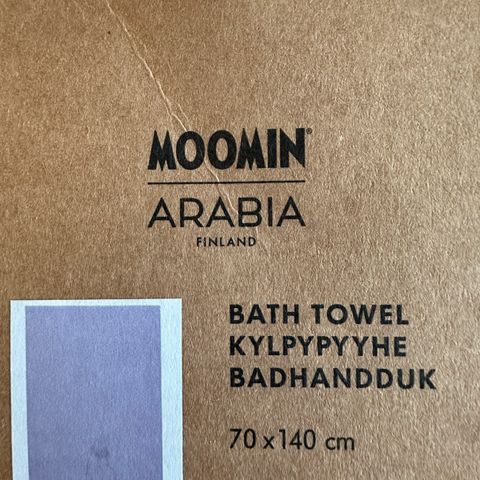 MOOMIN®
ARABIA
FINLAND
BATH TOWEL
KYLPYPYYHE
BADHANDDUK
70 x 140 cm